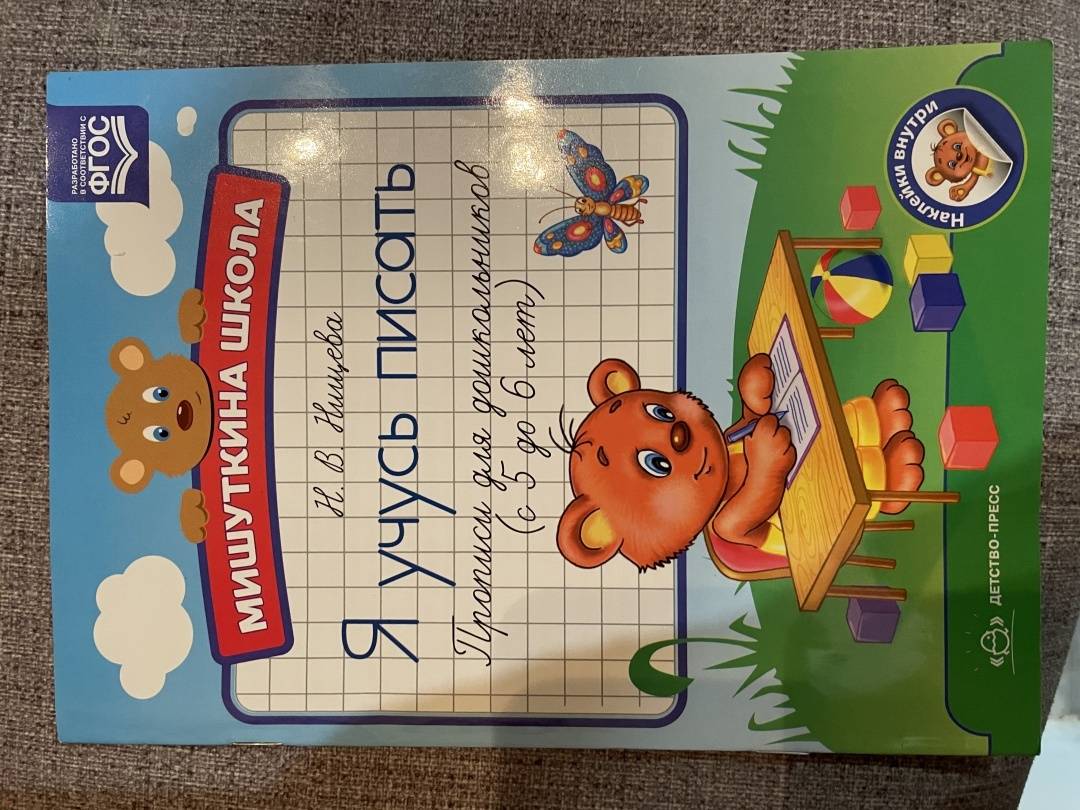 РАЗРАБОТАНО
В СООТВЕТСТВИИ С
ФГОС
МИШУТКИНА ШКОЛА
Н. В Нищева
Я учусь писать
Прописи для дошкольников
(с 5 до 6 лет)
Наклейки внутри
«ДЕТСТВО-ПРЕСС